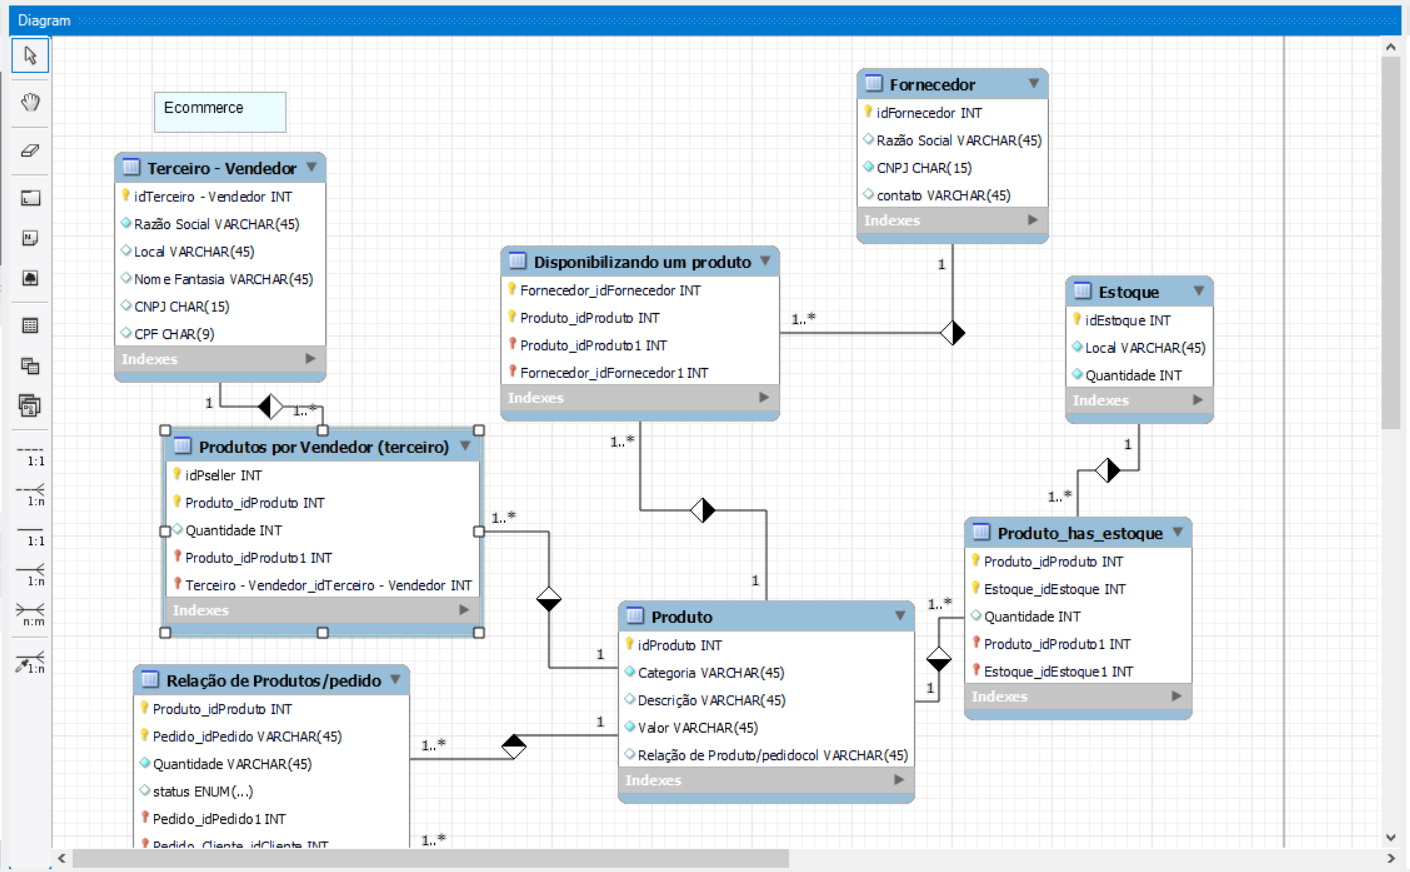 Diagram
Ecommerce
Terceiro - Vendedor
idTerceiro - Vendedor INT
Razão Social VARCHAR(45)
Local VARCHAR(45)
Nome Fantasia VARCHAR(45)
CNPJ CHAR(15)
CPF CHAR(9)
Indexes
1
1..*
Produtos por Vendedor (terceiro)
idPseller INT
Produto_idProduto INT
Quantidade INT
Produto_idProduto1 INT
Terceiro - Vendedor_idTerceiro - Vendedor INT
Indexes
1..*
1
Relação de Produtos/pedido
Produto_idProduto INT
Pedido_idPedido VARCHAR(45)
Quantidade VARCHAR(45)
status ENUM(...)
Pedido_idPedido1 INT
Pedido_Cliente_idCliente INT
1..*
1
1..*
Disponibilizando um produto
Fornecedor_idFornecedor INT
Produto_idProduto INT
Produto_idProduto1 INT
Fornecedor_idFornecedor1 INT
Indexes
1..*
1
1..*
1
Fornecedor
idFornecedor INT
Razão Social VARCHAR(45)
CNPJ CHAR(15)
contato VARCHAR(45)
Indexes
Produto
idProduto INT
Categoria VARCHAR(45)
Descrição VARCHAR(45)
Valor VARCHAR(45)
Relação de Produto/pedidocol VARCHAR(45)
Indexes
1
1..*
Estoque
idEstoque INT
Local VARCHAR(45)
Quantidade INT
Indexes
1
1..*
Produto_has_estoque
Produto_idProduto INT
Estoque_idEstoque INT
Quantidade INT
Produto_idProduto1 INT
Estoque_idEstoque1 INT
Indexes
1:1
1:n
1:1
1:n
n:m
1:n